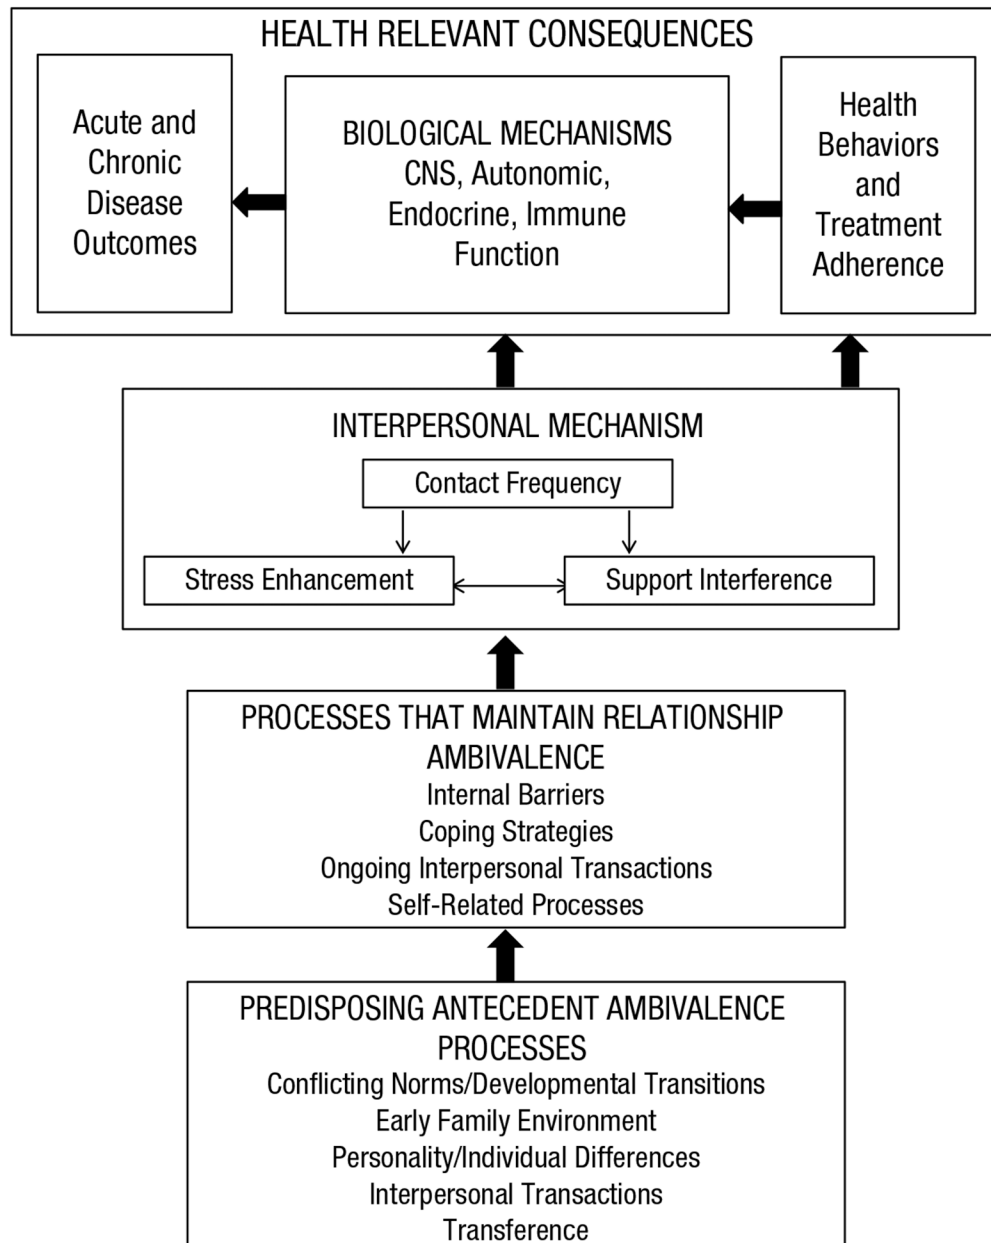 HEALTH RELEVANT CONSEQUENCES
Acute and
Chronic
Disease
Outcomes
BIOLOGICAL MECHANISMS
CNS, Autonomic,
Endocrine, Immune
Function
Health
Behaviors
and
Treatment
Adherence
INTERPERSONAL MECHANISM
Contact Frequency
Stress Enhancement
Support Interference
PROCESSES THAT MAINTAIN RELATIONSHIP
AMBIVALENCE
Internal Barriers
Coping Strategies
Ongoing Interpersonal Transactions
Self-Related Processes
PREDISPOSING ANTECEDENT AMBIVALENCE
PROCESSES
Conflicting Norms/Developmental Transitions
Early Family Environment
Personality/Individual Differences
Interpersonal Transactions
Transference